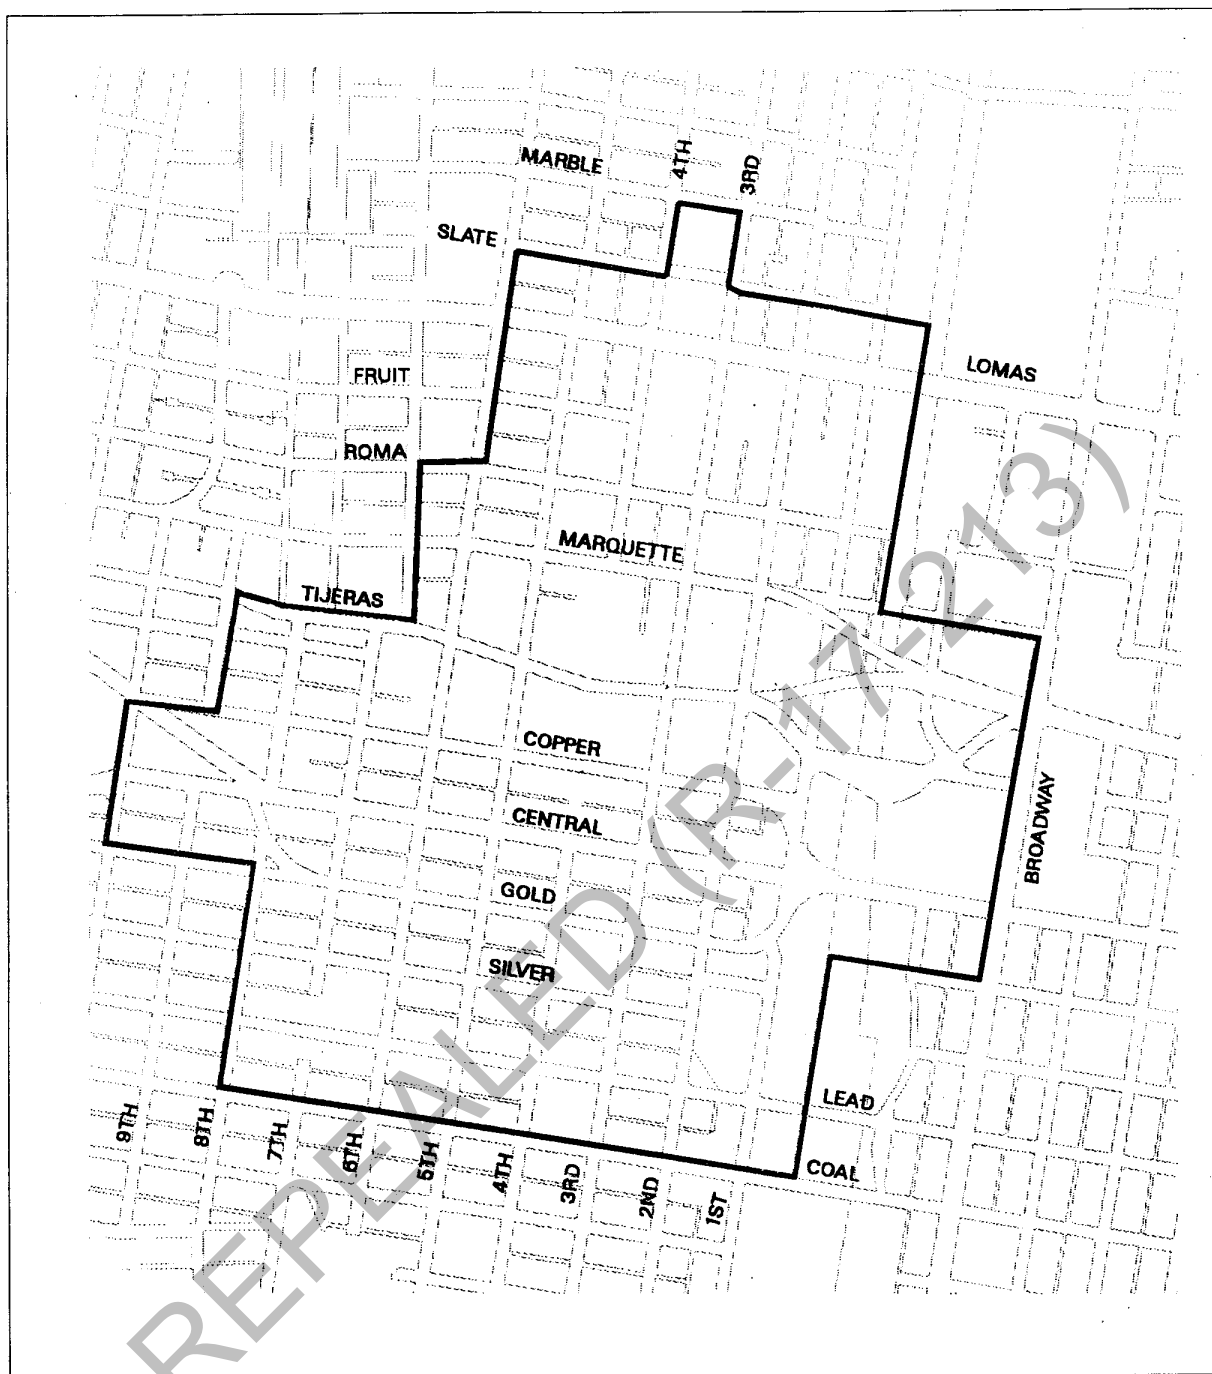 4TH
3RD
MARBLE
SLATE
LOMAS
FRUIT
ROMA
MARQUETTE
TIJERAS
COPPER
CENTRAL
BROADWAY
GOLD
SILVER
LEAD
COAL
9TH
8TH
7TH
6TH
5TH
4TH
3RD
2ND
1ST
REPEALED (R-17-213)